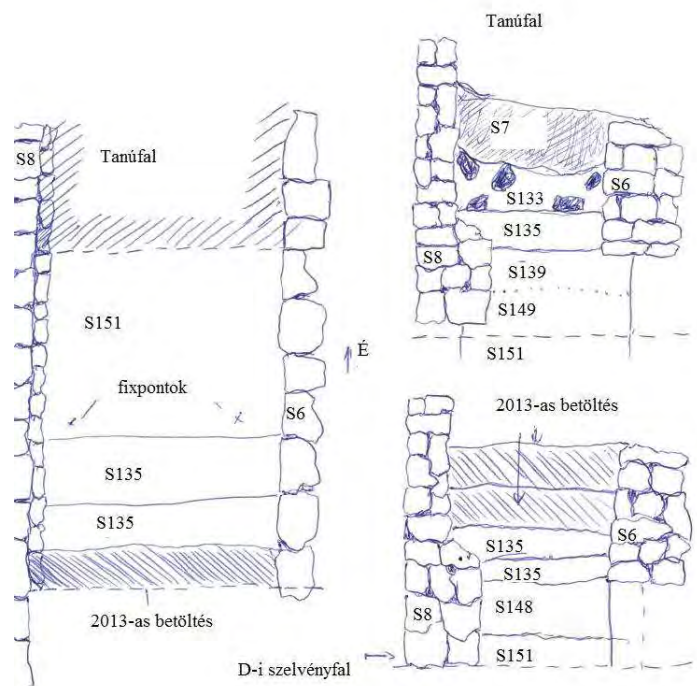 Tanúfal
S8
S151
fixpontok
S6
S135
S135
2013-as betöltés
É
Tanúfal
S7
S6
S133
S135
S8
S139
S149
S151
2013-as betöltés
S6
S135
S135
S8
S148
S151
D-i szelvényfal